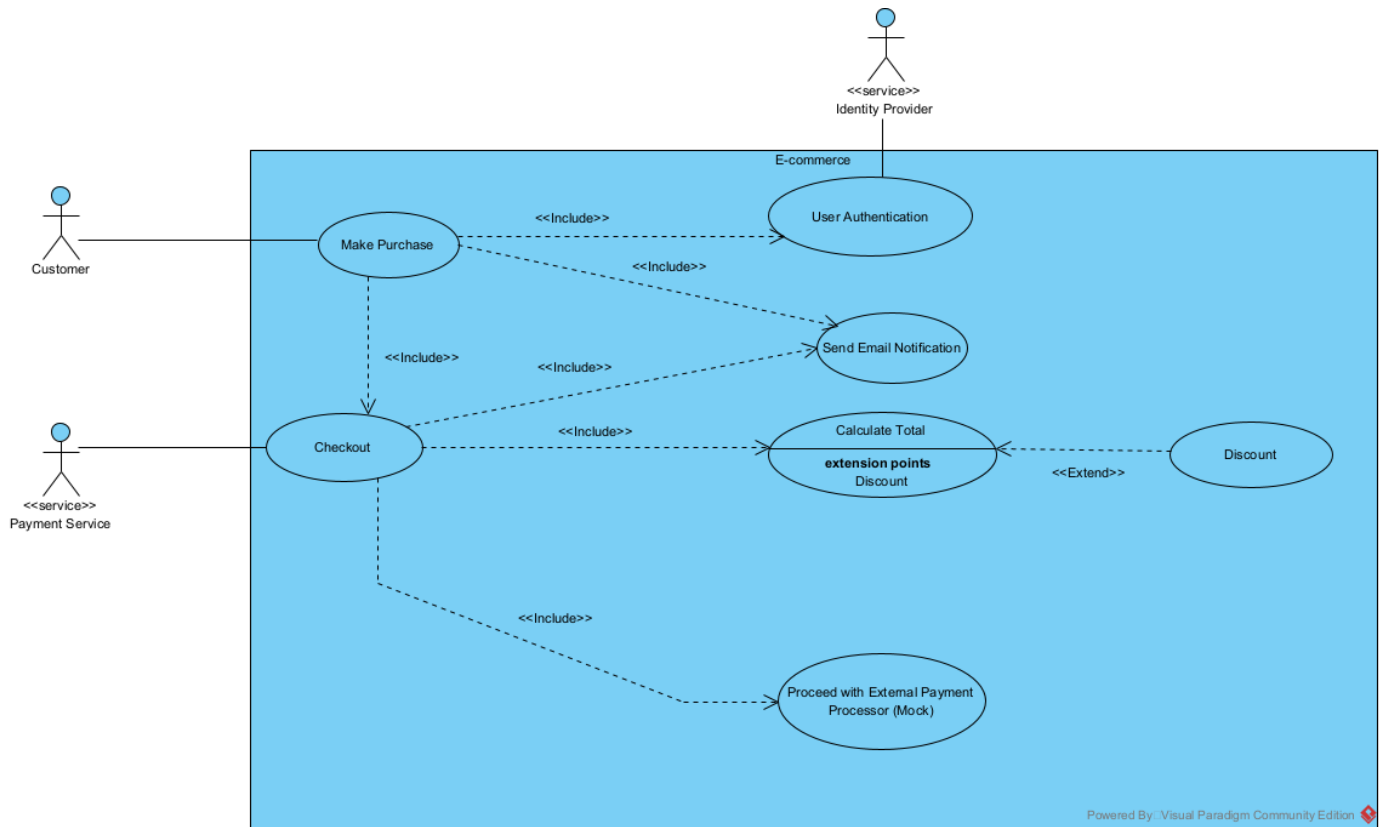 <<service>>
Identity Provider
E-commerce
<<Include>>
User Authentication
Make Purchase
Customer
<<Include>>
Send Email Notification
<<Include>>
<<Include>>
<<Include>>
Calculate Total
Checkout
extension points
Discount
Discount
<<Extend>>
<<service>>
Payment Service
<<Include>>
Proceed with External Payment
Processor (Mock)
Powered By Visual Paradigm Community Edition